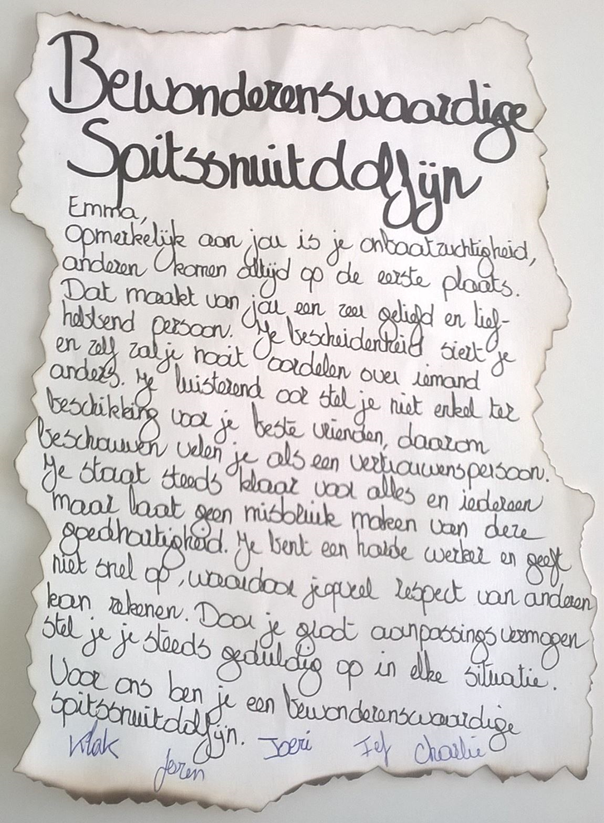 Bewonderenswaardige
Spitssnuitdolfijn
Emma,
Opmerkelijk aan jou is je onbaatzuchtigheid,
anderen komen altijd op de eerste plaats.
Dat maakt van jou een zeer geliefd en lief-
hebbend persoon. Je bescheidenheid siert je
en zelf zal je nooit oordelen over iemand
anders. Je luisterend oor stel je niet enkel ter
beschikking voor je beste vrienden, daarom
beschouwen velen je als een vertrouwenspersoon.
Je staat steeds klaar voor alles en iedereen
maar laat geen misbruik maken van deze
goedhartigheid. Je bent een harde werker en geeft
niet snel op, waardoor je op veel respect van anderen
kan rekenen. Door je groot aanpassingsvermogen
stel je je steeds geduldig op in elke situatie.
Voor ons ben je een bewonderenswaardige
spitssnuitdolfijn.
Joeri Jef Charlie
Jeren